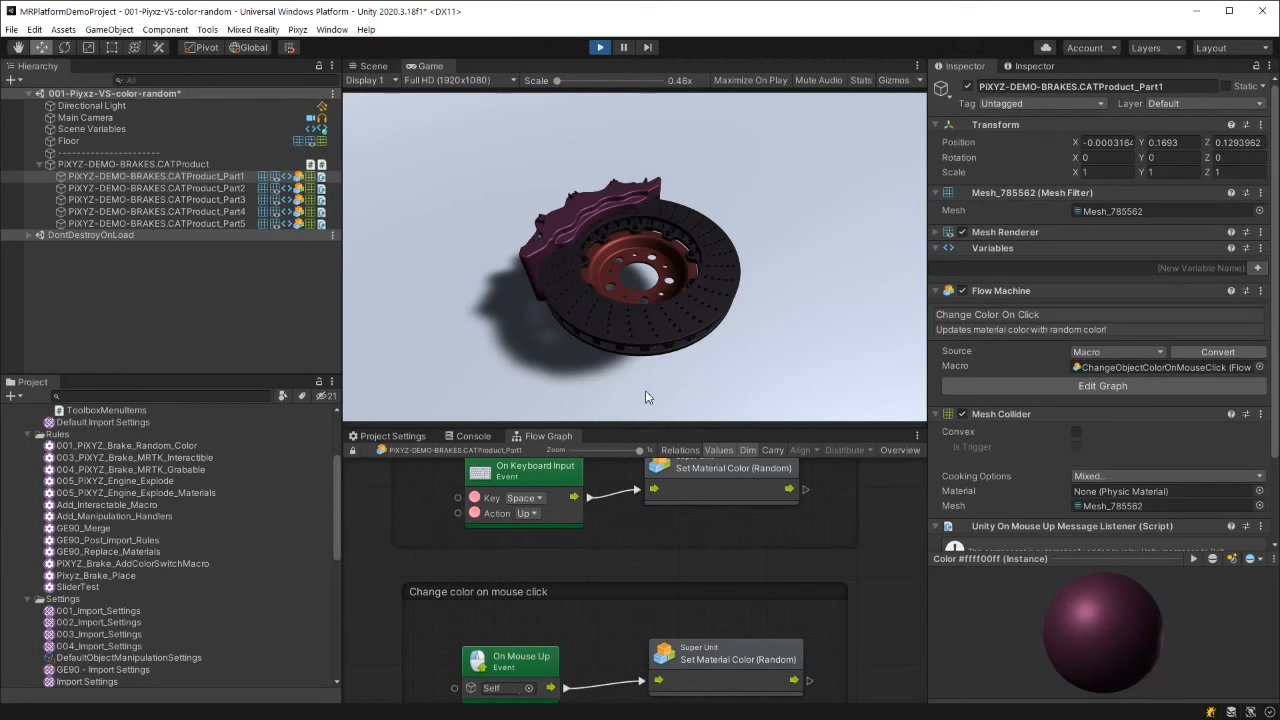 MRPlatformDemoProject - 001-Piyxz-VS-color-random - Universal Windows Platform - Unity 2020.3.18f1* <DX11>
File Edit Assets GameObject Component Tools Mixed Reality Pixyz Window Help
Pivot Global Account Layers Layout
Hierarchy
All
001-Piyxz-VS-color-random*
Directional Light
Main Camera
Scene Variables
Floor
----------------------
PiXYZ-DEMO-BRAKES.CATProduct
PiXYZ-DEMO-BRAKES.CATProduct_Part1
PiXYZ-DEMO-BRAKES.CATProduct_Part2
PiXYZ-DEMO-BRAKES.CATProduct_Part3
PiXYZ-DEMO-BRAKES.CATProduct_Part4
PiXYZ-DEMO-BRAKES.CATProduct_Part5
DontDestroyOnLoad
Project
21
ToolboxMenuItems
Default Import Settings
Rules
001_PiXYZ_Brake_Random_Color
003_PiXYZ_Brake_MRTK_Interactible
004_PiXYZ_Brake_MRTK_Grabable
005_PiXYZ_Engine_Explode
005_PiXYZ_Engine_Explode_Materials
Add_Interactable_Macro
Add_Manipulation_Handlers
GE90_Merge
GE90_Post-import_Rules
GE90_Replace_Materials
PiXYZ_Brake_AddColorSwitchMacro
Pixyz_Brake_Place
SliderTest
Settings
001_Import_Settings
002_Import_Settings
003_Import_Settings
004_Import_Settings
DefaultObjectManipulationSettings
GE90 - Import Settings
Import Settings
Scene Game
Display 1 Full HD (1920x1080) Scale 0.46x Maximize On Play Mute Audio Stats Gizmos
Project Settings Console Flow Graph
PiXYZ-DEMO-BRAKES.CATProduct_Part1 Zoom 1x Relations Values Dim Carry Align Distribute Overview
On Keyboard Input
Event
Key Space
Action Up
Set Material Color (Random)
Change color on mouse click
On Mouse Up
Event
Self
Super Unit
Set Material Color (Random)
Inspector Inspector
PiXYZ-DEMO-BRAKES.CATProduct_Part1 Static
Tag Untagged Layer Default
Transform
Position X -0.0003164 Y 0.1693 Z 0.1293962
Rotation X 0 Y 0 Z 0
Scale X 1 Y 1 Z 1
Mesh_785562 (Mesh Filter)
Mesh Mesh_785562
Mesh Renderer
Variables
(New Variable Name)
Flow Machine
Change Color On Click
Updates material color with random color!
Source Macro Convert
Macro ChangeObjectColorOnMouseClick (Flow
Edit Graph
Mesh Collider
Convex
Is Trigger
Cooking Options Mixed...
Material None (Physic Material)
Mesh Mesh_785562
Unity On Mouse Up Message Listener (Script)
Color #ffff00ff (Instance)